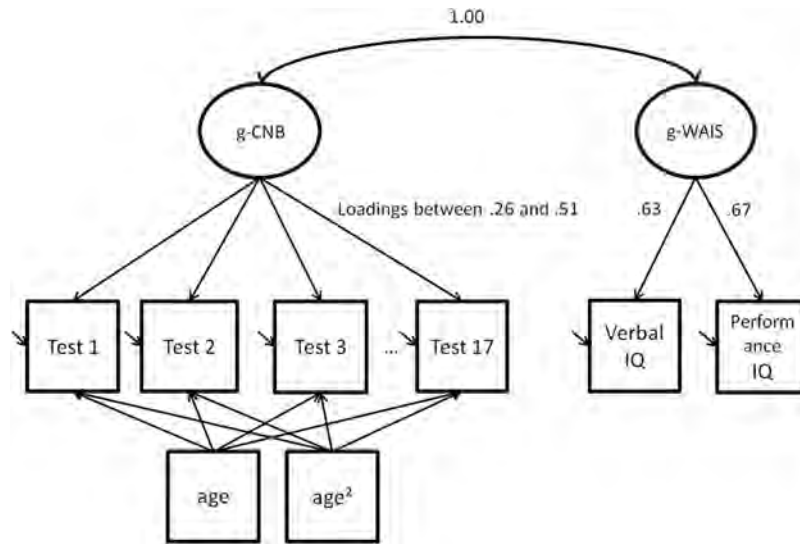 1.00
g-CNB
g-WAIS
Loadings between .26 and .51
.63
.67
Test 1
Test 2
Test 3
...
Test 17
Verbal
IQ
Perform
ance
IQ
age
age²